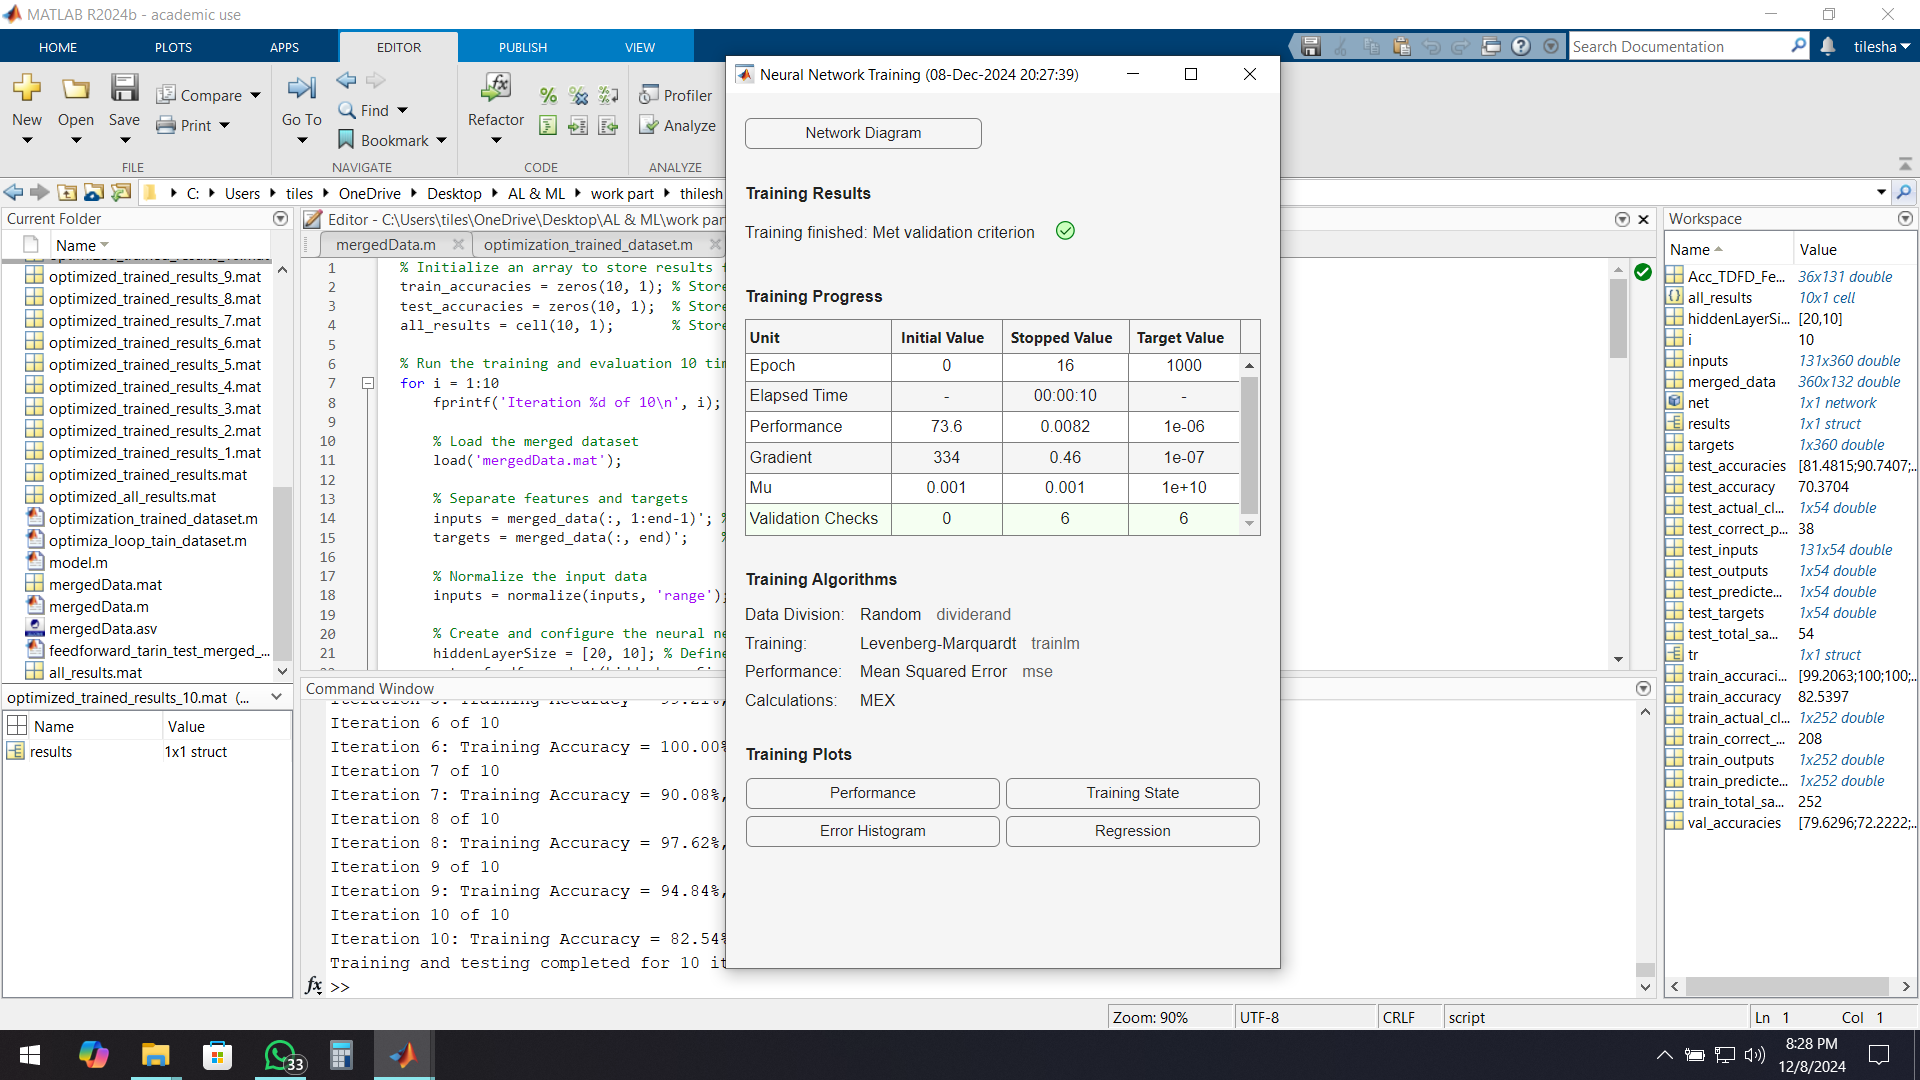 MATLAB R2024b - academic use
HOME PLOTS APPS EDITOR PUBLISH VIEW
Search Documentation
tilesha
New Open Save Compare Print
FILE
Go To Find Bookmark
NAVIGATE
Refactor
CODE
Profiler
Analyze
ANALYZE
C: Users tiles OneDrive Desktop AL & ML work part thilesh
Current Folder
Name
optimized_trained_results_9.mat
optimized_trained_results_8.mat
optimized_trained_results_7.mat
optimized_trained_results_6.mat
optimized_trained_results_5.mat
optimized_trained_results_4.mat
optimized_trained_results_3.mat
optimized_trained_results_2.mat
optimized_trained_results_1.mat
optimized_trained_results.mat
optimized_all_results.mat
optimization_trained_dataset.m
optimiza_loop_tain_dataset.m
model.m
mergedData.mat
mergedData.m
mergedData.asv
feedforward_tarin_test_merged_...
all_results.mat
optimized_trained_results_10.mat (...
Name Value
results 1x1 struct
Editor - C:\Users\tiles\OneDrive\Desktop\AL & ML\work par
mergedData.m optimization_trained_dataset.m
1 % Initialize an array to store results
2 train_accuracies = zeros(10, 1); % Store
3 test_accuracies = zeros(10, 1); % Store
4 all_results = cell(10, 1); % Store
5
6 % Run the training and evaluation 10 tim
7 for i = 1:10
8 fprintf('Iteration %d of 10\n', i);
9
10 % Load the merged dataset
11 load('mergedData.mat');
12
13 % Separate features and targets
14 inputs = merged_data(:, 1:end-1)'; %
15 targets = merged_data(:, end)'; %
16
17 % Normalize the input data
18 inputs = normalize(inputs, 'range');
19
20 % Create and configure the neural ne
21 hiddenLayerSize = [20, 10]; % Define
Command Window
Iteration 6 of 10
Iteration 6: Training Accuracy = 100.00%
Iteration 7 of 10
Iteration 7: Training Accuracy = 90.08%,
Iteration 8 of 10
Iteration 8: Training Accuracy = 97.62%,
Iteration 9 of 10
Iteration 9: Training Accuracy = 94.84%,
Iteration 10 of 10
Iteration 10: Training Accuracy = 82.54%
Training and testing completed for 10 it
fx >>
Neural Network Training (08-Dec-2024 20:27:39)
Network Diagram
Training Results
Training finished: Met validation criterion
Training Progress
Unit Initial Value Stopped Value Target Value
Epoch 0 16 1000
Elapsed Time - 00:00:10 -
Performance 73.6 0.0082 1e-06
Gradient 334 0.46 1e-07
Mu 0.001 0.001 1e+10
Validation Checks 0 6 6
Training Algorithms
Data Division: Random dividerand
Training: Levenberg-Marquardt trainlm
Performance: Mean Squared Error mse
Calculations: MEX
Training Plots
Performance Training State
Error Histogram Regression
Workspace
Name Value
Acc_TDFD_Fe... 36x131 double
all_results 10x1 cell
hiddenLayerSi... [20,10]
i 10
inputs 131x360 double
merged_data 360x132 double
net 1x1 network
results 1x1 struct
targets 1x360 double
test_accuracies [81.4815;90.7407;...
test_accuracy 70.3704
test_actual_cl... 1x54 double
test_correct_p... 38
test_inputs 131x54 double
test_outputs 1x54 double
test_predicte... 1x54 double
test_targets 1x54 double
test_total_sa... 54
tr 1x1 struct
train_accuraci... [99.2063;100;100;...
train_accuracy 82.5397
train_actual_cl... 1x252 double
train_correct_... 208
train_outputs 1x252 double
train_predicte... 1x252 double
train_total_sa... 252
val_accuracies [79.6296;72.2222;...
Zoom: 90% UTF-8 CRLF script Ln 1 Col 1
33
8:28 PM
12/8/2024